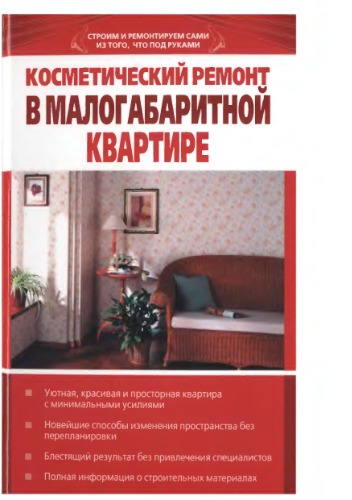 СТРОИМ И РЕМОНТИРУЕМ САМИ
ИЗ ТОГО, ЧТО ПОД РУКАМИ
КОСМЕТИЧЕСКИЙ РЕМОНТ
В МАЛОГАБАРИТНОЙ
КВАРТИРЕ
Уютная, красивая и просторная квартира
с минимальными усилиями
Новейшие способы изменения пространства без
перепланировки
Блестящий результат без привлечения специалистов
Полная информация о строительных материалах